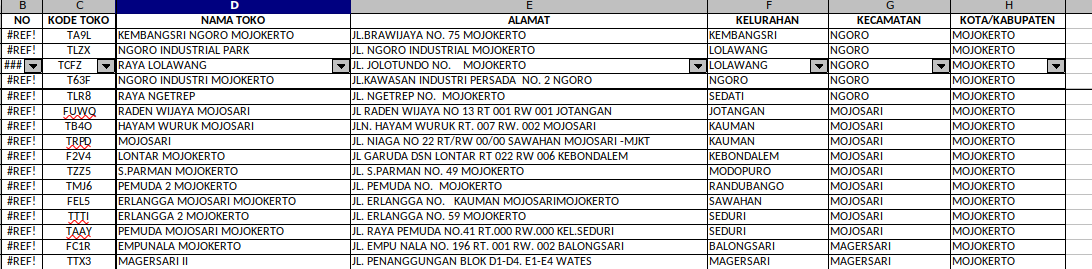 B C D E F G H
NO KODE TOKO NAMA TOKO ALAMAT KELURAHAN KECAMATAN KOTA/KABUPATEN
#REF! TA9L KEMBANGSRI NGORO MOJOKERTO JL.BRAWIJAYA NO. 75 MOJOKERTO KEMBANGSRI NGORO MOJOKERTO
#REF! TLZX NGORO INDUSTRIAL PARK JL. NGORO INDUSTRIAL MOJOKERTO LOLAWANG NGORO MOJOKERTO
### TCFZ RAYA LOLAWANG JL. JOLOTUNDO NO. MOJOKERTO LOLAWANG NGORO MOJOKERTO
#REF! T63F NGORO INDUSTRI MOJOKERTO JL.KAWASAN INDUSTRI PERSADA NO. 2 NGORO NGORO NGORO MOJOKERTO
#REF! TLR8 RAYA NGETREP JL. NGETREP NO. MOJOKERTO SEDATI NGORO MOJOKERTO
#REF! FUWQ RADEN WIJAYA MOJOSARI JL RADEN WIJAYA NO 13 RT 001 RW 001 JOTANGAN JOTANGAN MOJOSARI MOJOKERTO
#REF! TB4O HAYAM WURUK MOJOSARI JLN. HAYAM WURUK RT. 007 RW. 002 MOJOSARI KAUMAN MOJOSARI MOJOKERTO
#REF! TRPD MOJOSARI JL. NIAGA NO 22 RT/RW 00/00 SAWAHAN MOJOSARI -MJKT KAUMAN MOJOSARI MOJOKERTO
#REF! F2V4 LONTAR MOJOKERTO JL GARUDA DSN LONTAR RT 022 RW 006 KEBONDALEM KEBONDALEM MOJOSARI MOJOKERTO
#REF! TZZ5 S.PARMAN MOJOKERTO JL. S.PARMAN NO. 49 MOJOKERTO MODOPURO MOJOSARI MOJOKERTO
#REF! TMJ6 PEMUDA 2 MOJOKERTO JL. PEMUDA NO. MOJOKERTO RANDUBANGO MOJOSARI MOJOKERTO
#REF! FEL5 ERLANGGA MOJOSARI MOJOKERTO JL. ERLANGGA NO. KAUMAN MOJOSARIMOJOKERTO SAWAHAN MOJOSARI MOJOKERTO
#REF! TTTI ERLANGGA 2 MOJOKERTO JL. ERLANGGA NO. 59 MOJOKERTO SEDURI MOJOSARI MOJOKERTO
#REF! TAAY PEMUDA MOJOSARI MOJOKERTO JL. RAYA PEMUDA NO.41 RT.000 RW.000 KEL.SEDURI SEDURI MOJOSARI MOJOKERTO
#REF! FC1R EMPUNALA MOJOKERTO JL. EMPU NALA NO. 196 RT. 001 RW. 002 BALONGSARI BALONGSARI MAGERSARI MOJOKERTO
#REF! TTX3 MAGERSARI II JL. PENANGGUNGAN BLOK D1-D4. E1-E4 WATES MAGERSARI MAGERSARI MOJOKERTO